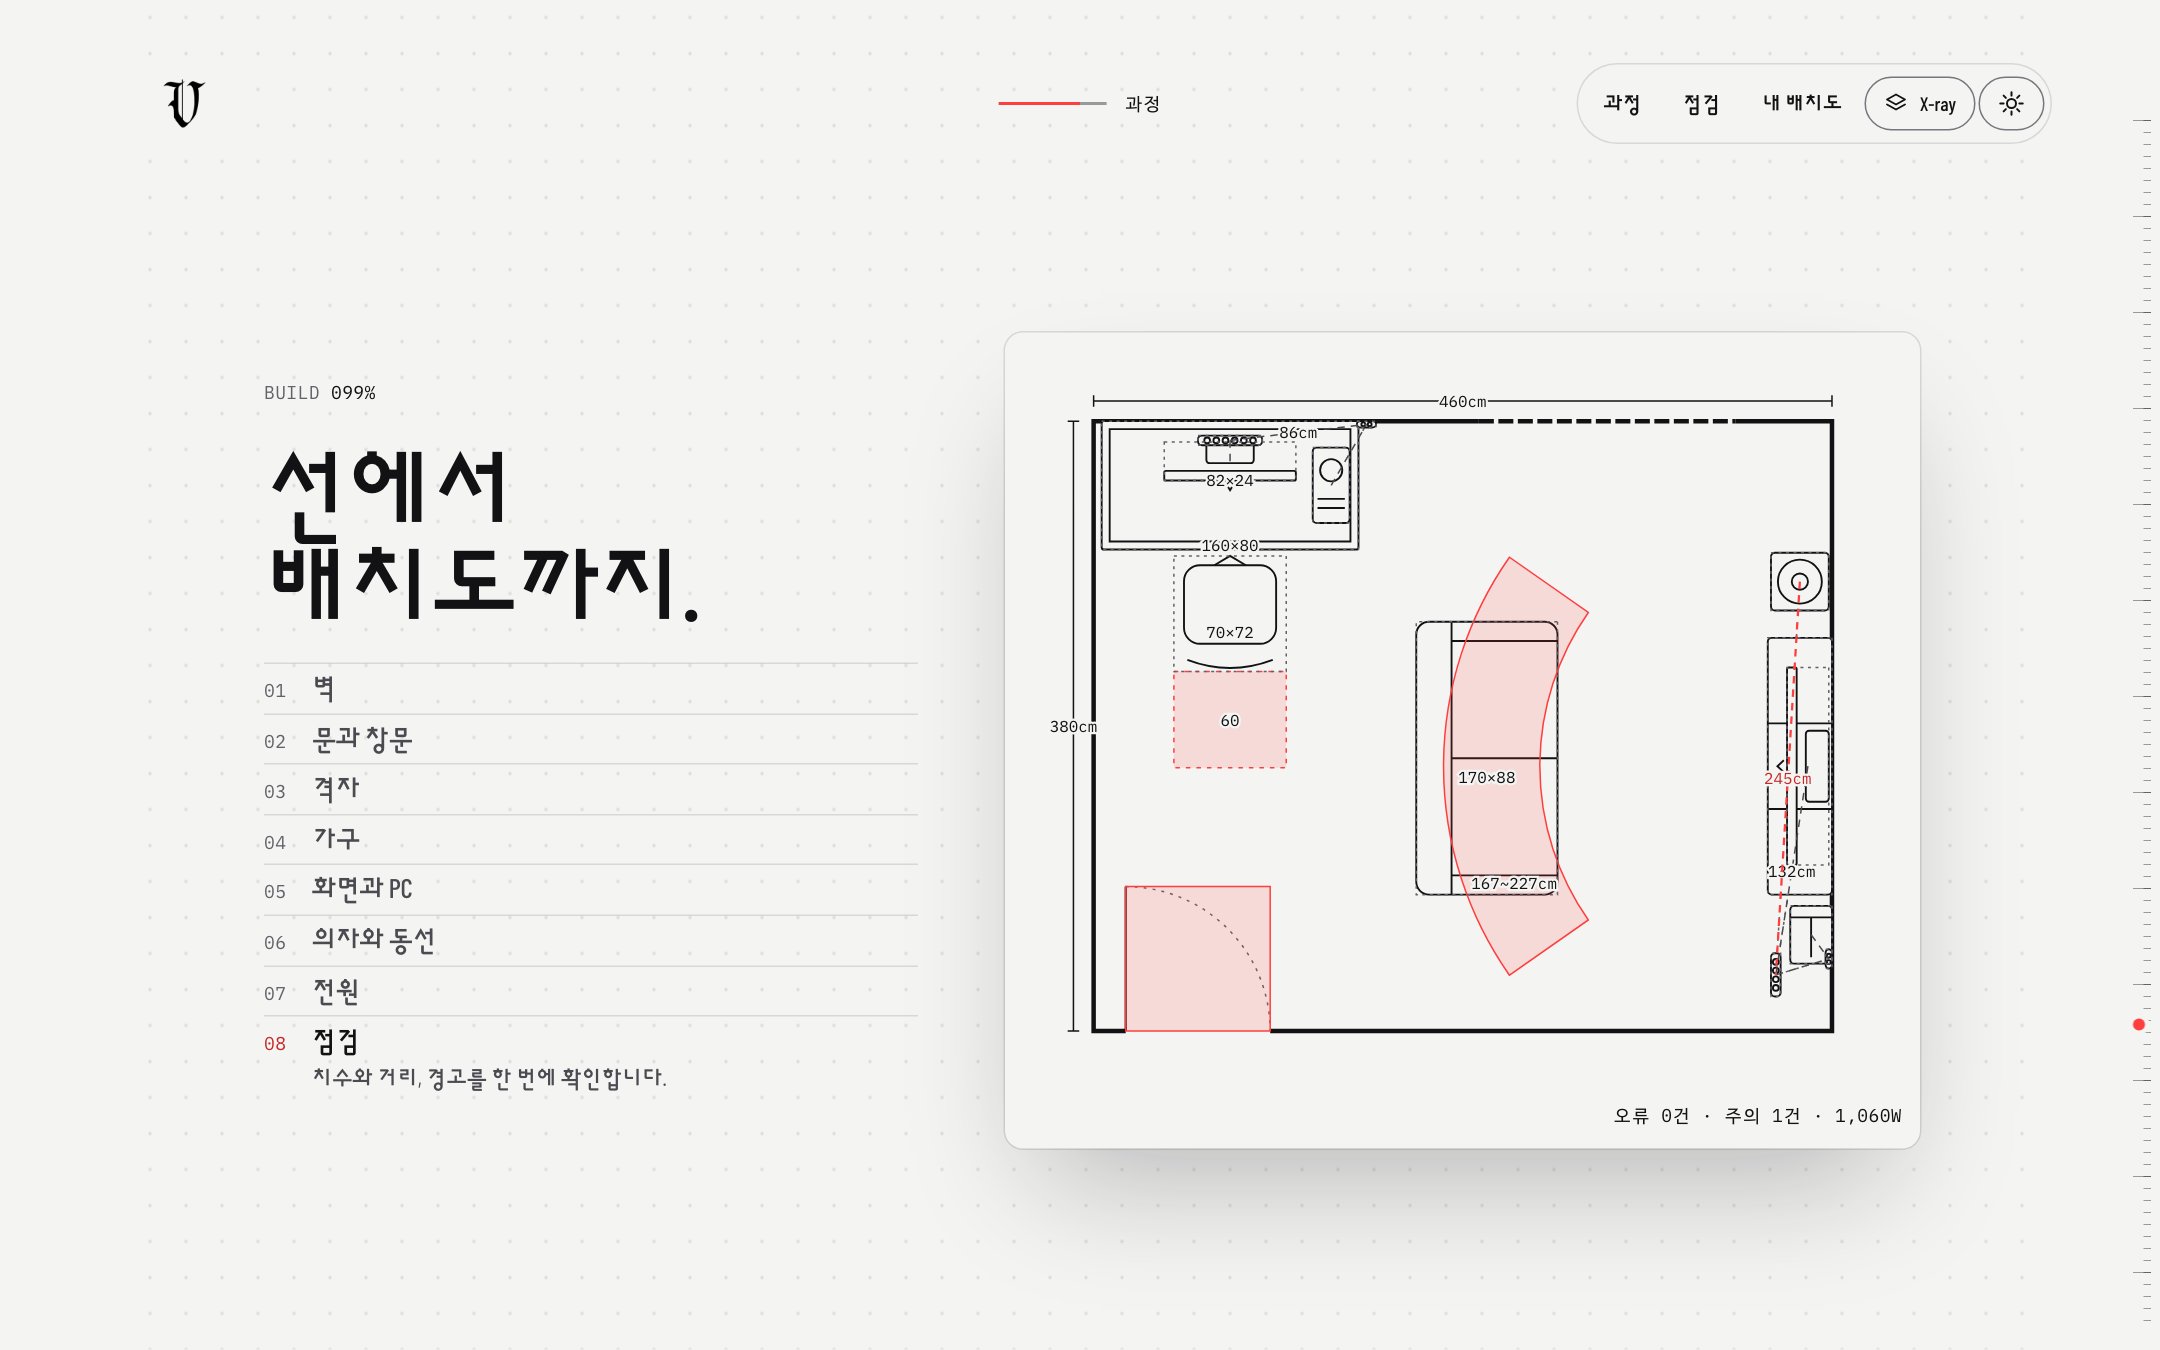 V
과정
과정 점검 내 배치도 X-ray
BUILD 099%
선에서
배치도까지.
01 벽
02 문과 창문
03 격자
04 가구
05 화면과 PC
06 의자와 동선
07 전원
08 점검
치수와 거리, 경고를 한 번에 확인합니다.
460cm
86cm
82×24
160×80
70×72
60
380cm
170×88
245cm
132cm
167~227cm
오류 0건 · 주의 1건 · 1,060W